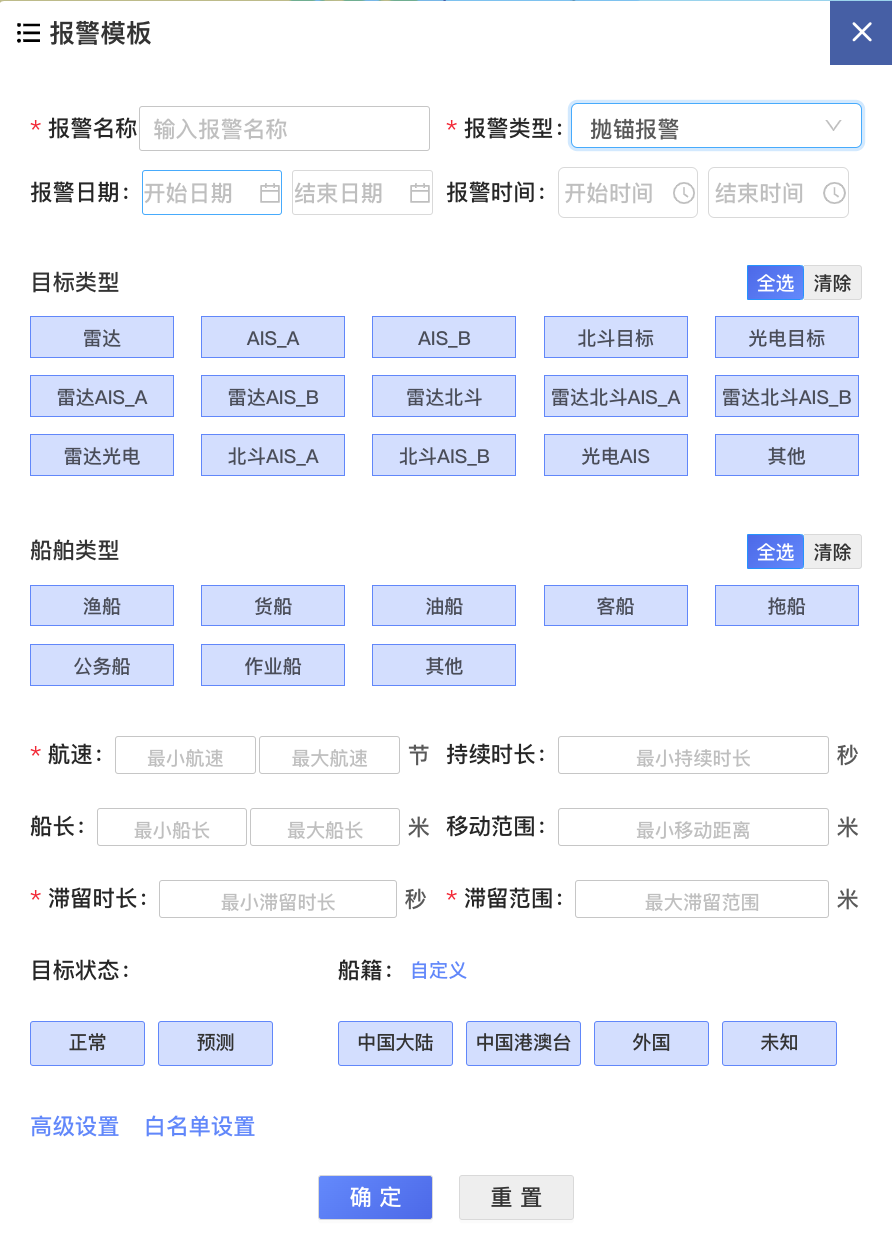 报警模板
* 报警名称 输入报警名称 * 报警类型: 抛锚报警
报警日期: 开始日期 结束日期 报警时间: 开始时间 结束时间
目标类型 全选 清除
雷达 AIS_A AIS_B 北斗目标 光电目标
雷达AIS_A 雷达AIS_B 雷达北斗 雷达北斗AIS_A 雷达北斗AIS_B
雷达光电 北斗AIS_A 北斗AIS_B 光电AIS 其他
船舶类型 全选 清除
渔船 货船 油船 客船 拖船
公务船 作业船 其他
* 航速: 最小航速 最大航速 节 持续时长: 最小持续时长 秒
船长: 最小船长 最大船长 米 移动范围: 最小移动距离 米
* 滞留时长: 最小滞留时长 秒 * 滞留范围: 最大滞留范围 米
目标状态: 船籍: 自定义
正常 预测 中国大陆 中国港澳台 外国 未知
高级设置 白名单设置
确 定 重 置